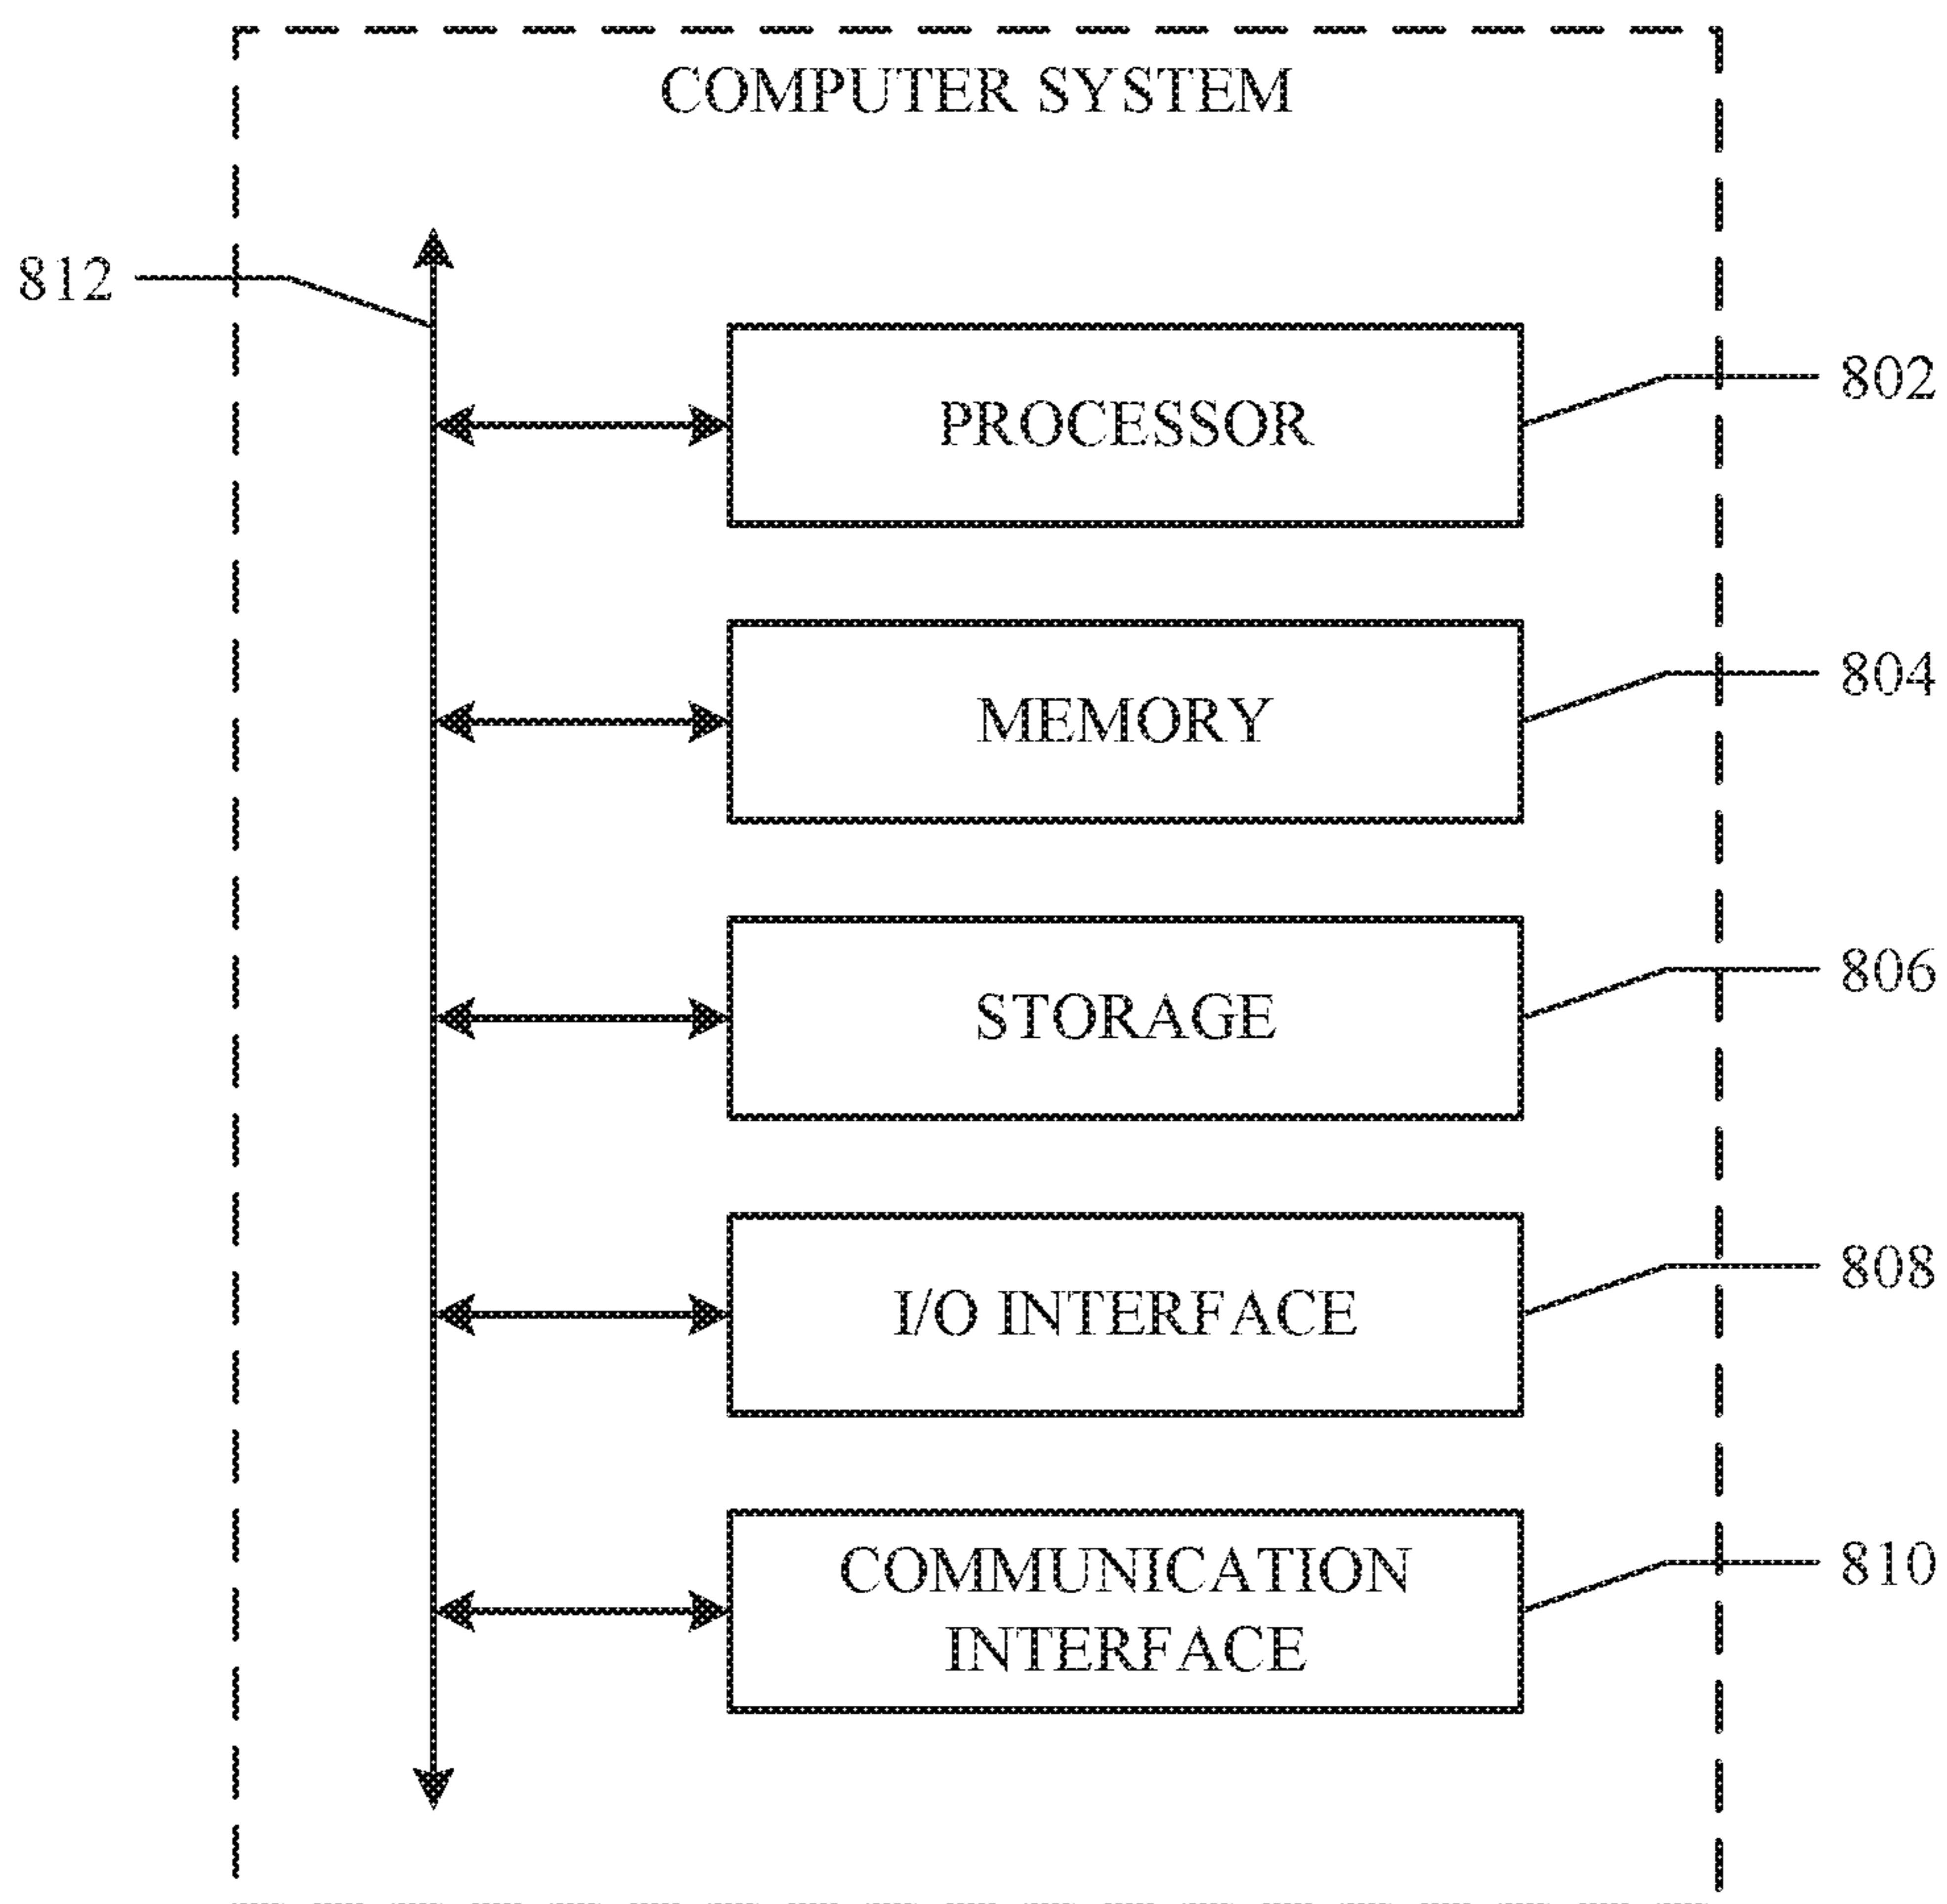 COMPUTER SYSTEM
812
PROCESSOR
802
MEMORY
804
STORAGE
806
I/O INTERFACE
808
COMMUNICATION
INTERFACE
810